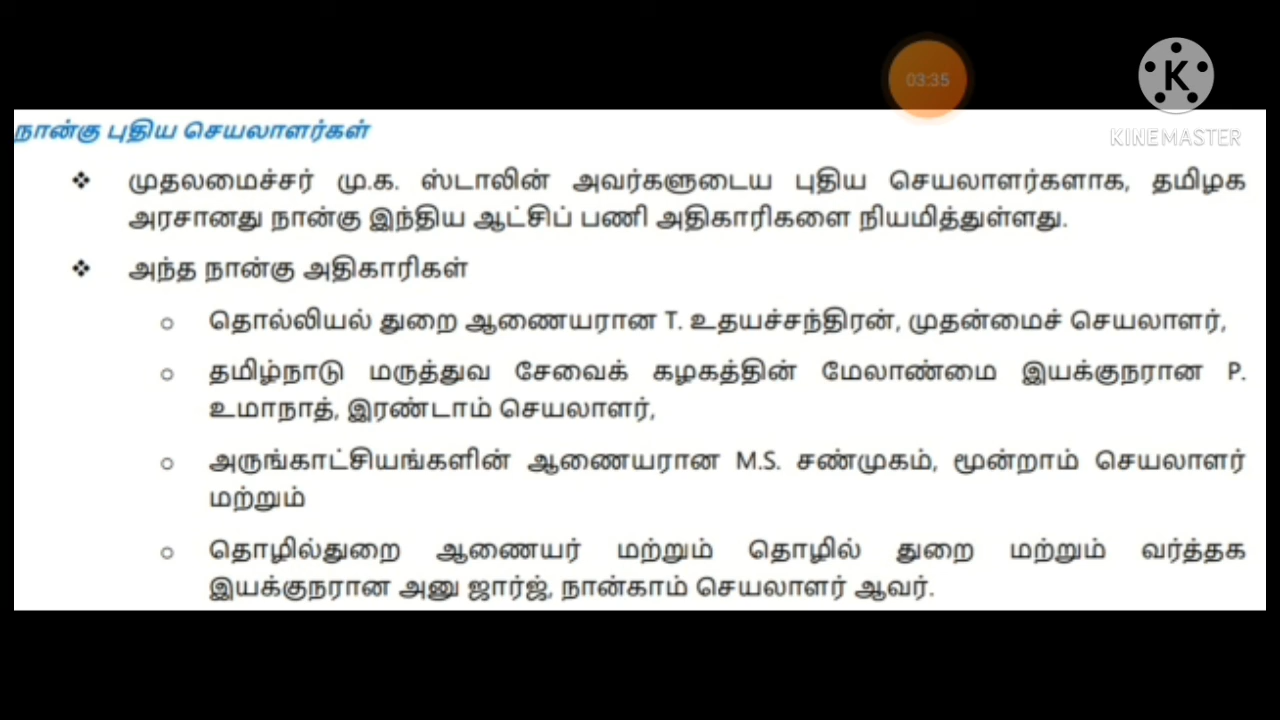 03:35
K
KINEMASTER
நான்கு புதிய செயலாளர்கள்
❖ முதலமைச்சர் மு.க. ஸ்டாலின் அவர்களுடைய புதிய செயலாளர்களாக, தமிழக
அரசானது நான்கு இந்திய ஆட்சிப் பணி அதிகாரிகளை நியமித்துள்ளது.
❖ அந்த நான்கு அதிகாரிகள்
o தொல்லியல் துறை ஆணையரான T. உதயச்சந்திரன், முதன்மைச் செயலாளர்,
o தமிழ்நாடு மருத்துவ சேவைக் கழகத்தின் மேலாண்மை இயக்குநரான P.
உமாநாத், இரண்டாம் செயலாளர்,
o அருங்காட்சியங்களின் ஆணையரான M.S. சண்முகம், மூன்றாம் செயலாளர்
மற்றும்
o தொழில்துறை ஆணையர் மற்றும் தொழில் துறை மற்றும் வர்த்தக
இயக்குநரான அனு ஜார்ஜ், நான்காம் செயலாளர் ஆவர்.